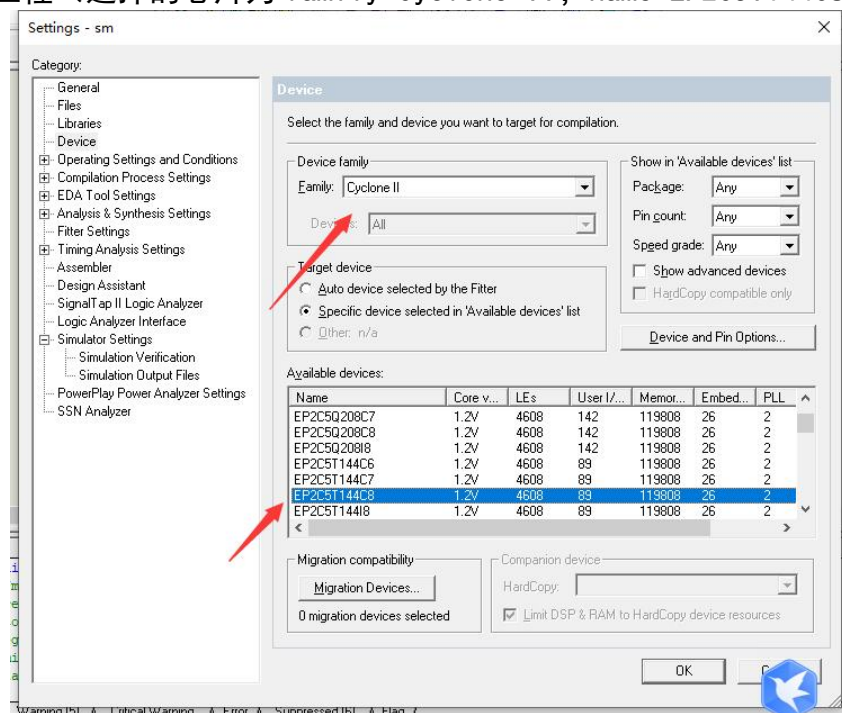 Settings - sm
Category:
General
Files
Libraries
Device
Operating Settings and Conditions
Compilation Process Settings
EDA Tool Settings
Analysis & Synthesis Settings
Fitter Settings
Timing Analysis Settings
Assembler
Design Assistant
SignalTap II Logic Analyzer
Logic Analyzer Interface
Simulator Settings
Simulation Verification
Simulation Output Files
PowerPlay Power Analyzer Settings
SSN Analyzer
Device
Select the family and device you want to target for compilation.
Device family
Family: Cyclone II
Devices: All
Show in 'Available devices' list
Package: Any
Pin count: Any
Speed grade: Any
Show advanced devices
HardCopy compatible only
Target device
Auto device selected by the Fitter
Specific device selected in 'Available devices' list
Other: n/a
Device and Pin Options...
Available devices:
Name Core v... LEs User I/... Memor... Embed... PLL
EP2C5Q208C7 1.2V 4608 142 119808 26 2
EP2C5Q208C8 1.2V 4608 142 119808 26 2
EP2C5Q208I8 1.2V 4608 142 119808 26 2
EP2C5T144C6 1.2V 4608 89 119808 26 2
EP2C5T144C7 1.2V 4608 89 119808 26 2
EP2C5T144C8 1.2V 4608 89 119808 26 2
EP2C5T144I8 1.2V 4608 89 119808 26 2
Migration compatibility
Migration Devices...
0 migration devices selected
Companion device
HardCopy:
Limit DSP & RAM to HardCopy device resources
OK